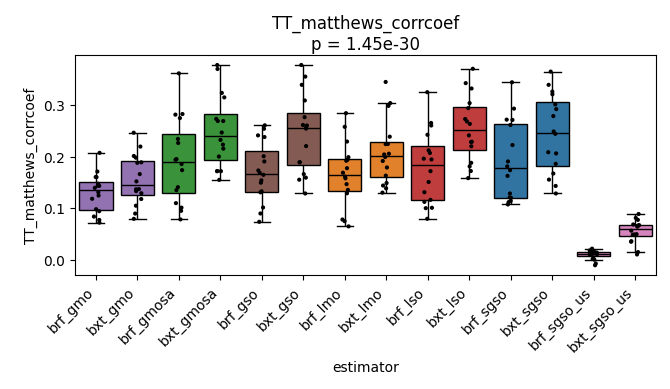 TT_matthews_corrcoef
p = 1.45e-30
TT_matthews_corrcoef
0.3
0.2
0.1
0.0
brf_gmo
bxt_gmo
brf_gmosa
bxt_gmosa
brf_gso
bxt_gso
brf_lmo
bxt_lmo
brf_lso
bxt_lso
brf_sgso
bxt_sgso
brf_sgso_us
bxt_sgso_us
estimator